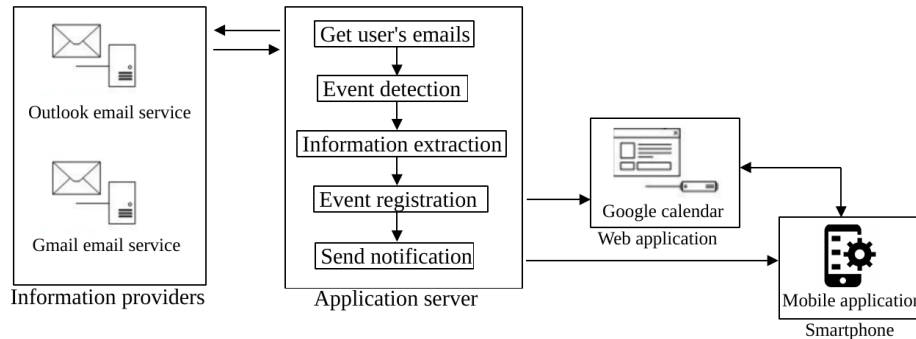 Outlook email service
Gmail email service
Information providers
Get user's emails
Event detection
Information extraction
Event registration
Send notification
Application server
Google calendar
Web application
Mobile application
Smartphone